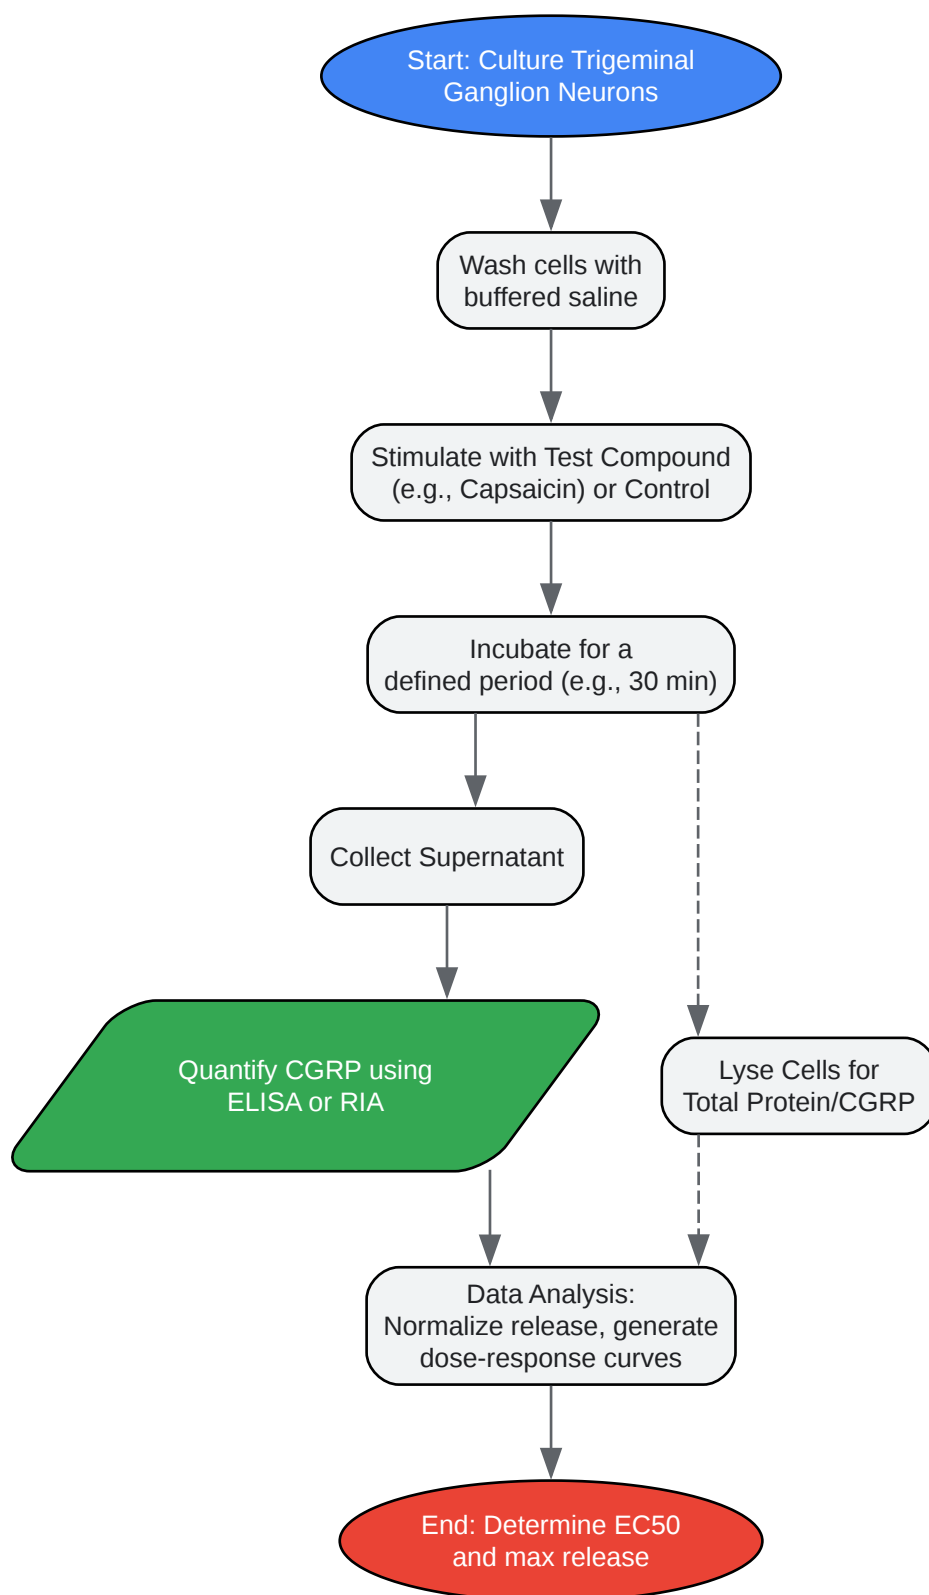 Start: Culture Trigeminal
Ganglion Neurons
Wash cells with
buffered saline
Stimulate with Test Compound
(e.g., Capsaicin) or Control
Incubate for a
defined period (e.g., 30 min)
Collect Supernatant
Quantify CGRP using
ELISA or RIA
Lyse Cells for
Total Protein/CGRP
Data Analysis:
Normalize release, generate
dose-response curves
End: Determine EC50
and max release